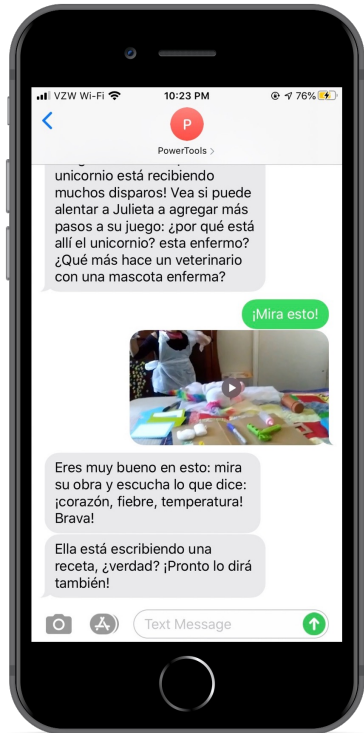 VZW Wi-Fi 10:23 PM 76%
P
PowerTools >
unicornio está recibiendo
muchos disparos! Vea si puede
alentar a Julieta a agregar más
pasos a su juego: ¿por qué está
allí el unicornio? esta enfermo?
¿Qué más hace un veterinario
con una mascota enferma?
¡Mira esto!
Eres muy bueno en esto: mira
su obra y escucha lo que dice:
¡corazón, fiebre, temperatura!
Brava!
Ella está escribiendo una
receta, ¿verdad? ¡Pronto lo dirá
también!
Text Message